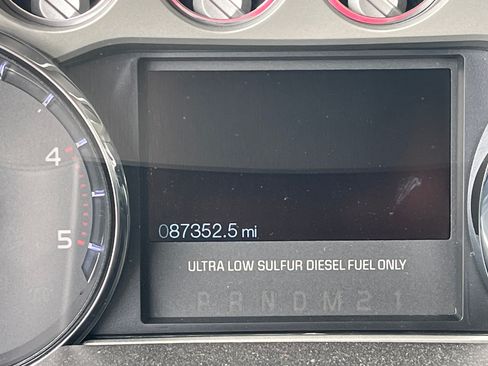 4
5
087352.5 mi
ULTRA LOW SULFUR DIESEL FUEL ONLY
P R N D M 2 1